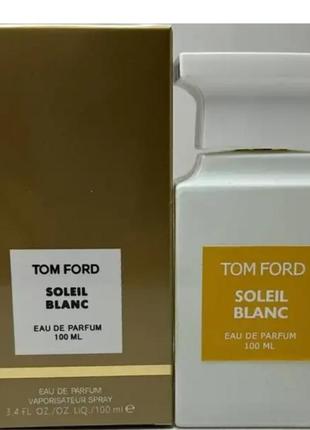 TOM FORD
SOLEIL
BLANC
EAU DE PARFUM
100 ML
EAU DE PARFUM
VAPORISATEUR SPRAY
3.4 FL. OZ./OZ. LIQ./100 ml ℮
TOM FORD
SOLEIL
BLANC
EAU DE PARFUM
100 ML